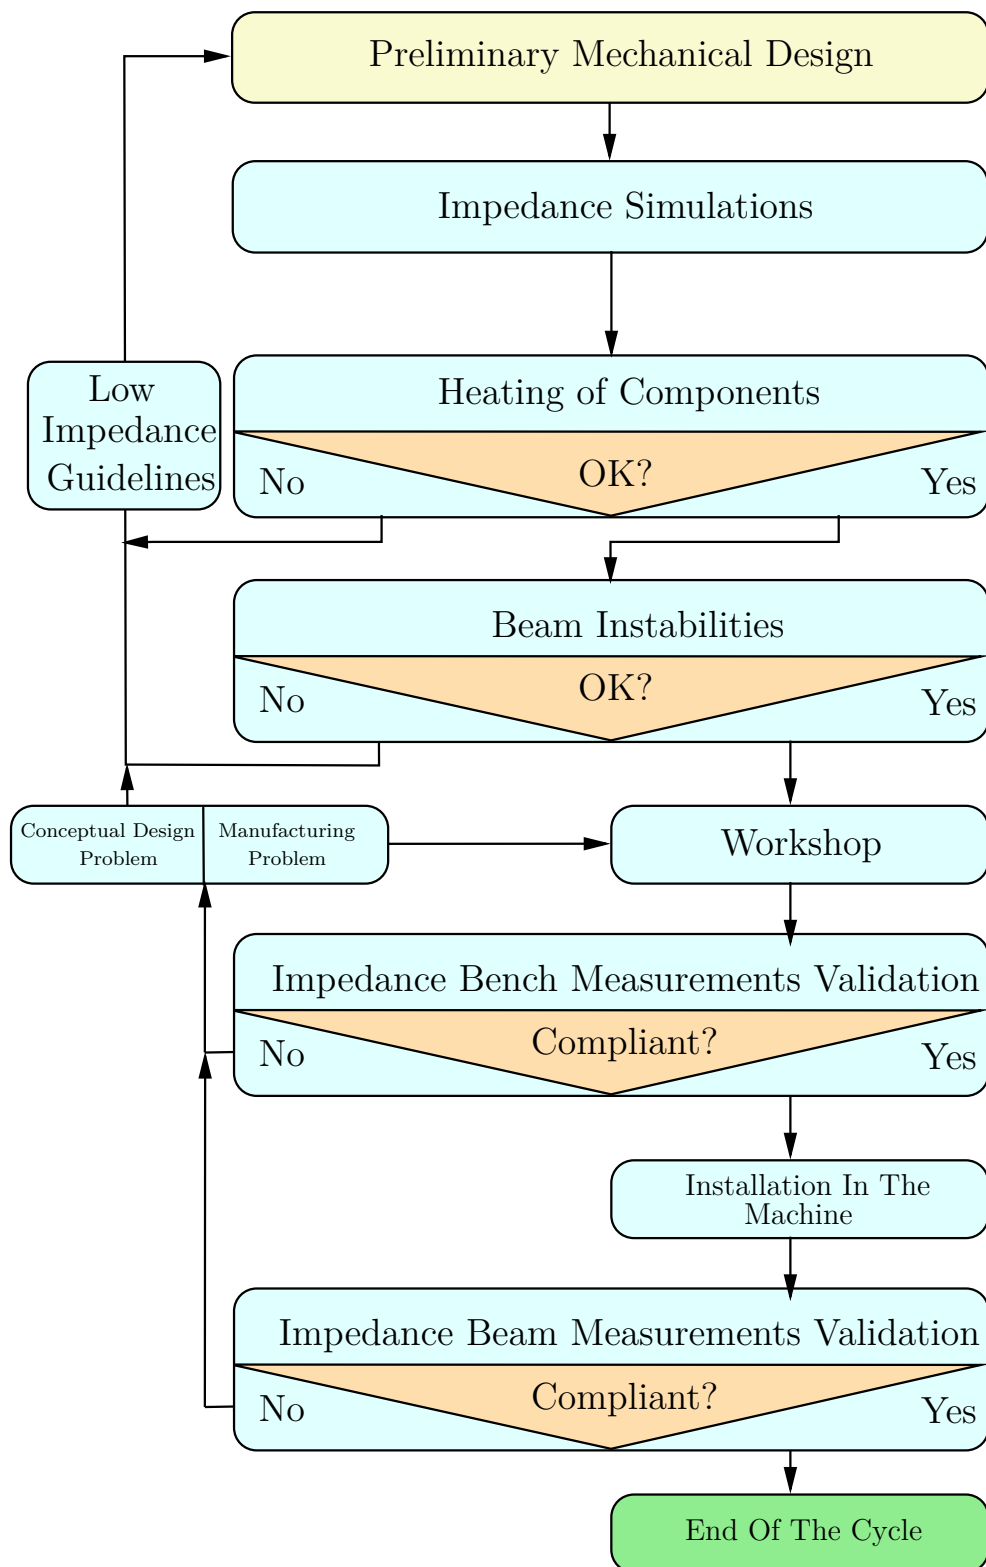 Preliminary Mechanical Design
Impedance Simulations
Low
Impedance
Guidelines
Heating of Components
OK?
No
Yes
Beam Instabilities
OK?
No
Yes
Conceptual Design
Problem
Manufacturing
Problem
Workshop
Impedance Bench Measurements Validation
Compliant?
No
Yes
Installation In The
Machine
Impedance Beam Measurements Validation
Compliant?
No
Yes
End Of The Cycle